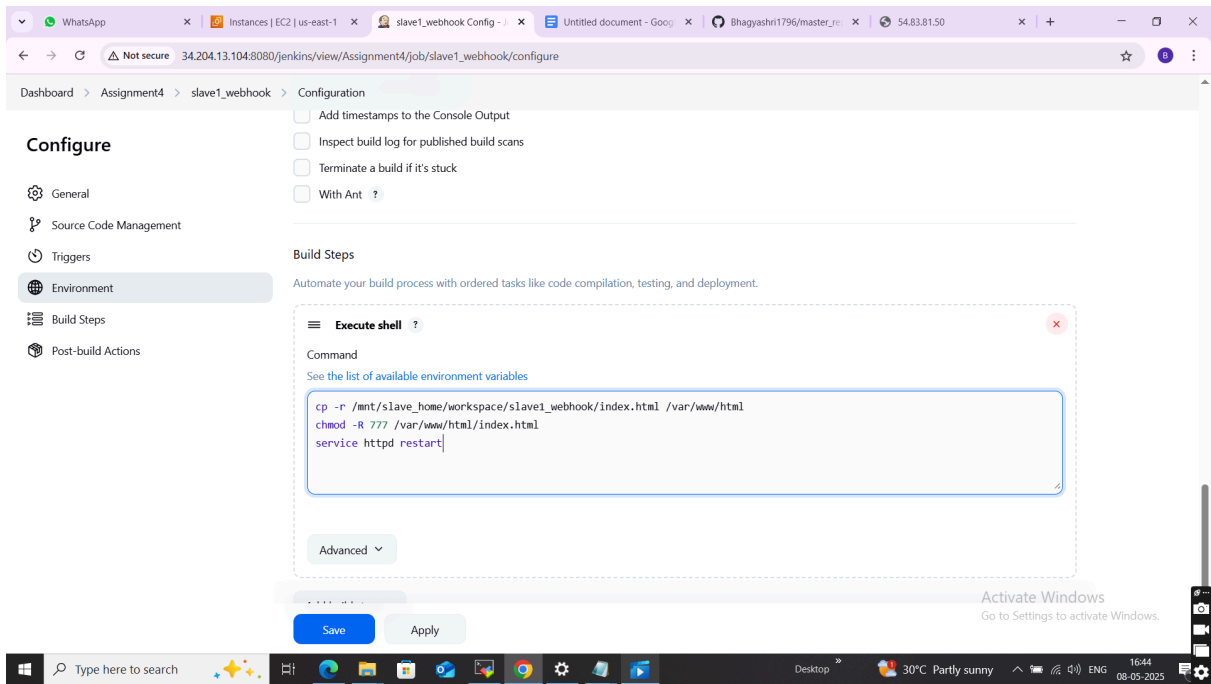 WhatsApp
Instances | EC2 | us-east-1
slave1_webhook Config - J
Untitled document - Goog
Bhagyashri1796/master_re
54.83.81.50
Not secure
34.204.13.104:8080/jenkins/view/Assignment4/job/slave1_webhook/configure
B
Dashboard > Assignment4 > slave1_webhook > Configuration
Configure
General
Source Code Management
Triggers
Environment
Build Steps
Post-build Actions
Add timestamps to the Console Output
Inspect build log for published build scans
Terminate a build if it's stuck
With Ant ?
Build Steps
Automate your build process with ordered tasks like code compilation, testing, and deployment.
Execute shell ?
Command
See the list of available environment variables
cp -r /mnt/slave_home/workspace/slave1_webhook/index.html /var/www/html
chmod -R 777 /var/www/html/index.html
service httpd restart
Advanced
Save
Apply
Activate Windows
Go to Settings to activate Windows.
Type here to search
Desktop
30°C Partly sunny
ENG
16:44
08-05-2025